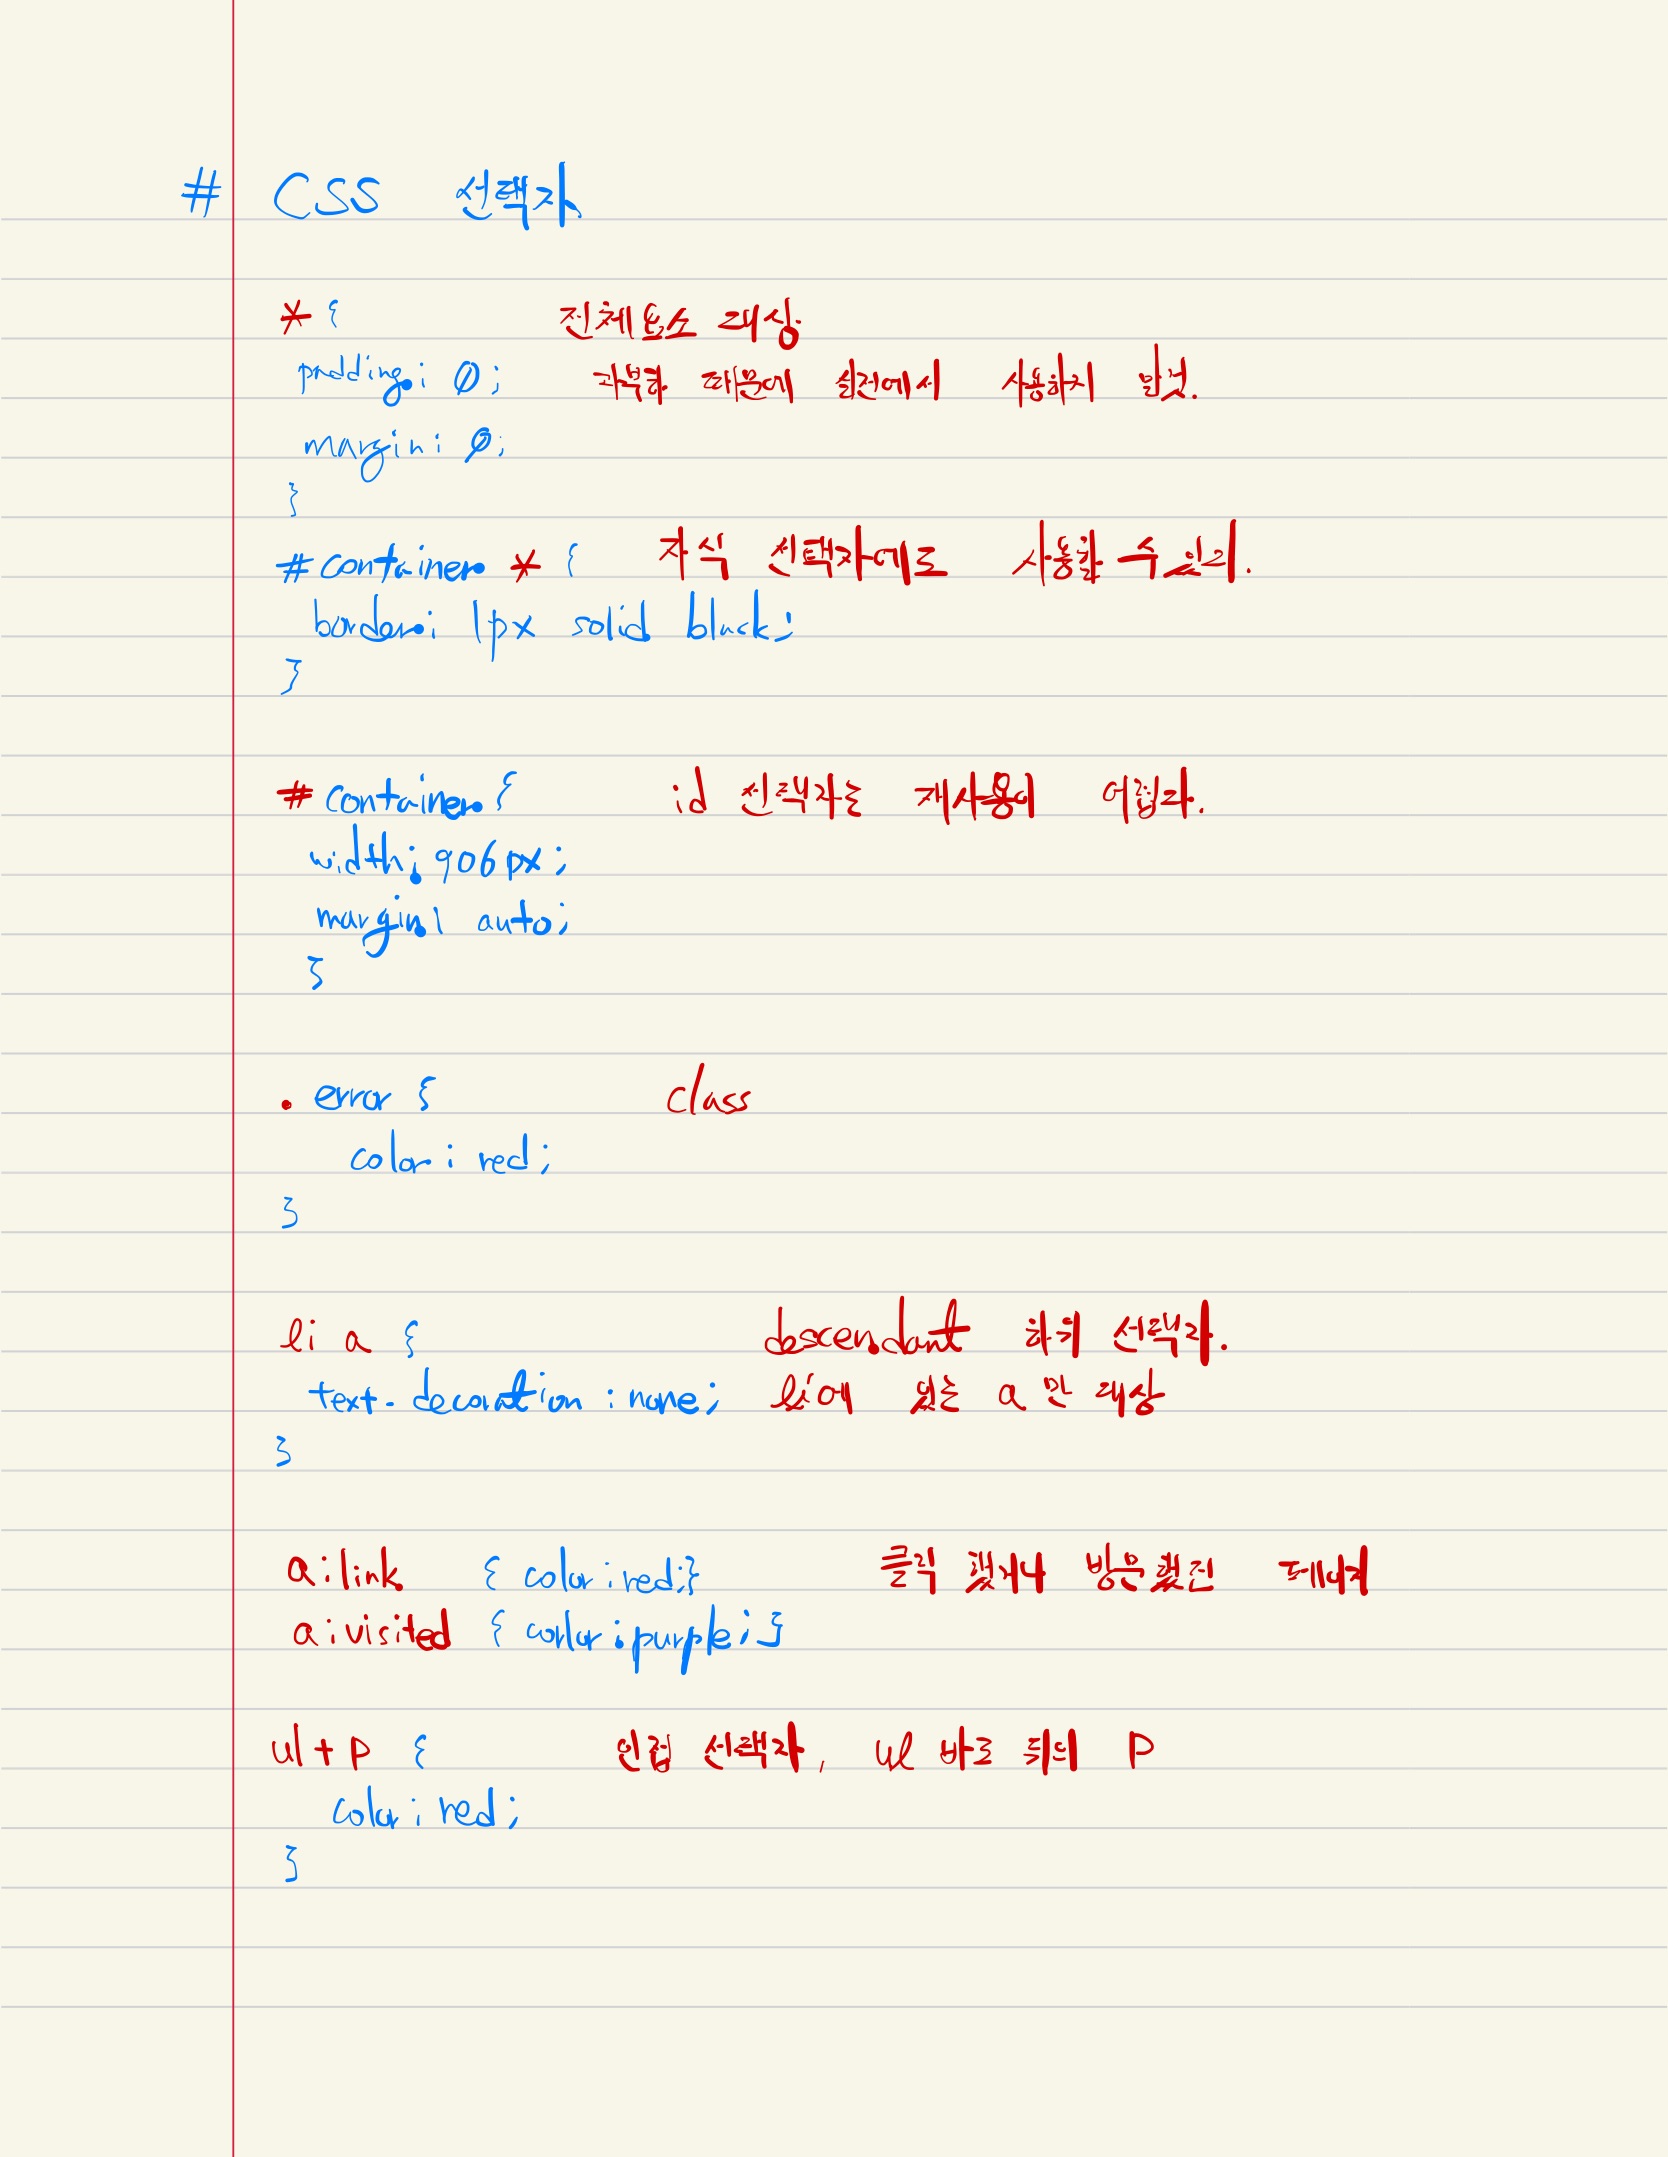 # CSS 선택자
* { 전체요소 대상
padding: 0; 과부하 때문에 실전에서 사용하지 말것.
margin: 0;
}
#container * { 자식 선택자에로 사용할 수 있다.
border: 1px solid black;
}
#container { id 선택자는 재사용이 어렵다.
width: 906px;
margin: auto;
}
.error { class
color: red;
}
li a { descendant 하위 선택자.
text-decoration: none; li에 있는 a만 대상
}
a:link { color: red;} 클릭 했거나 방문했던 페이지
a:visited { corlor: purple; }
ul + p { 인접 선택자, ul 바로 뒤의 P
color: red;
}